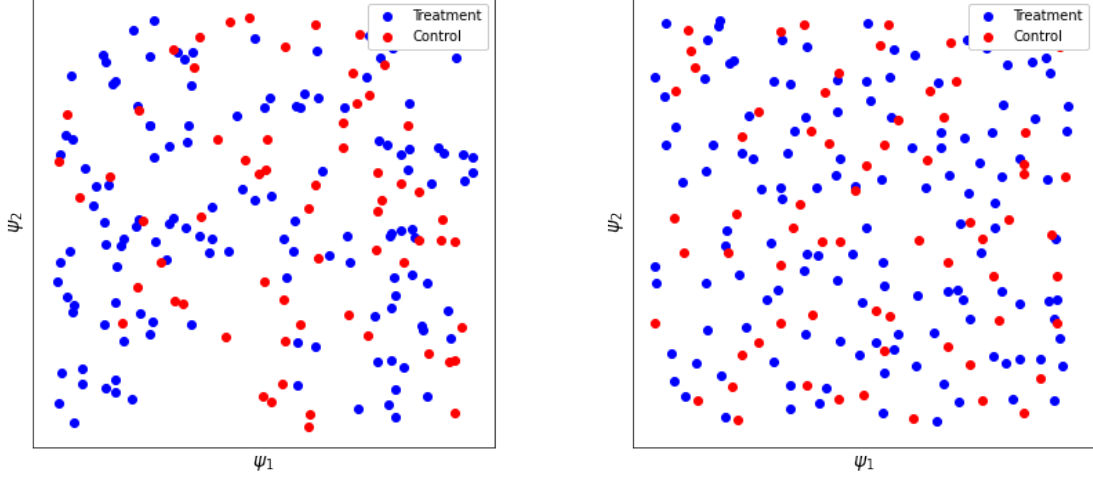 Treatment
Control
ψ2
ψ1
Treatment
Control
ψ2
ψ1